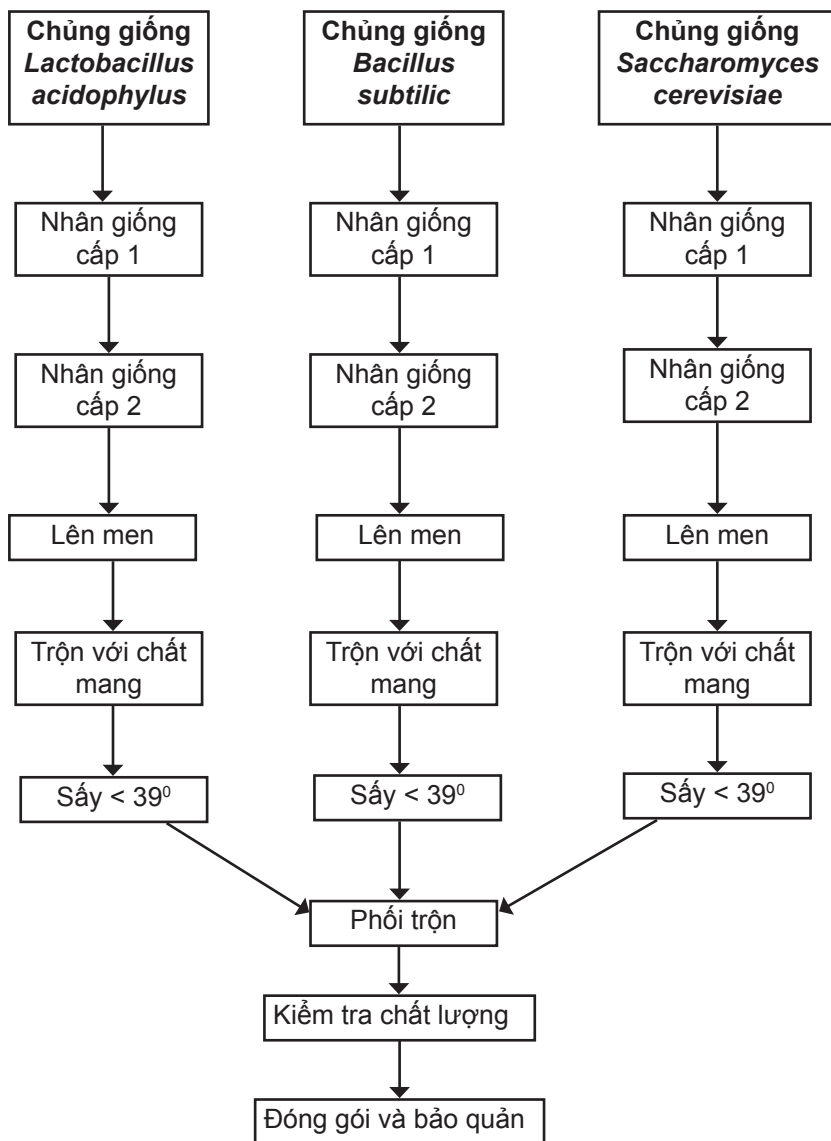 Chủng giống
Lactobacillus
acidophylus
Chủng giống
Bacillus
subtilic
Chủng giống
Saccharomyces
cerevisiae
Nhân giống
cấp 1
Nhân giống
cấp 1
Nhân giống
cấp 1
Nhân giống
cấp 2
Nhân giống
cấp 2
Nhân giống
cấp 2
Lên men
Lên men
Lên men
Trộn với chất
mang
Trộn với chất
mang
Trộn với chất
mang
Sấy < 39⁰
Sấy < 39⁰
Sấy < 39⁰
Phối trộn
Kiểm tra chất lượng
Đóng gói và bảo quản